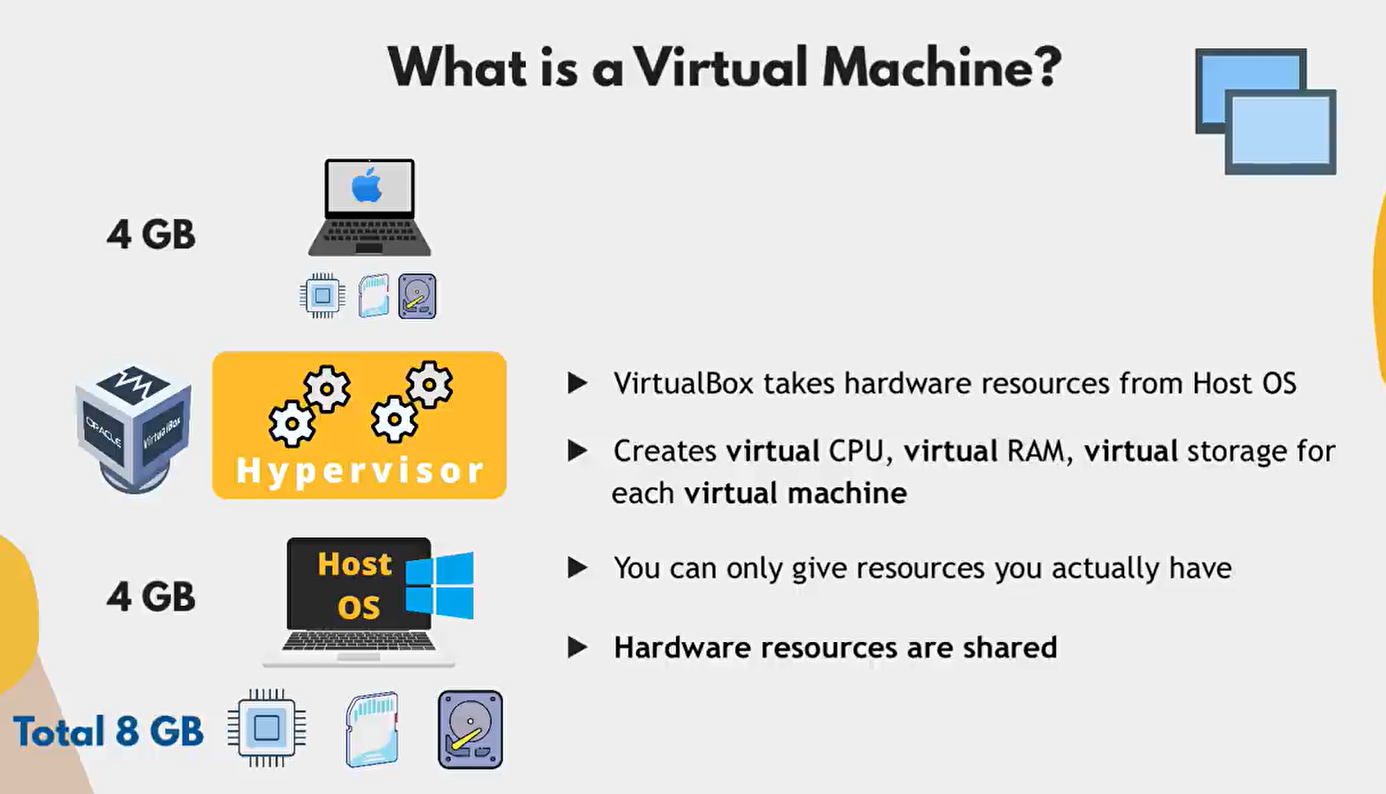 What is a Virtual Machine?
4 GB
ORACLE
VirtualBox
Hypervisor
VirtualBox takes hardware resources from Host OS
Creates virtual CPU, virtual RAM, virtual storage for
each virtual machine
Host
OS
4 GB
You can only give resources you actually have
Hardware resources are shared
Total 8 GB